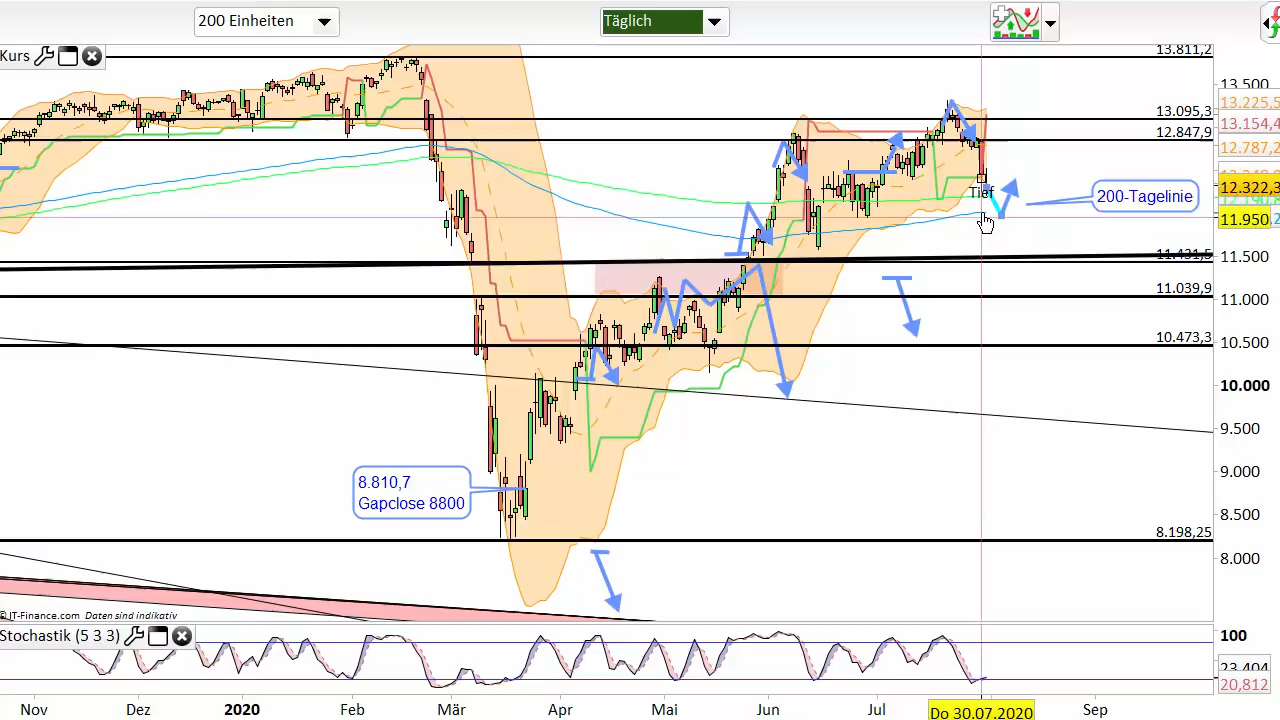 200 Einheiten
Täglich
Kurs
13.811,2
13.500
13.225,5
13.095,3
13.154,4
12.847,9
12.787,2
Tief
12.322,3
200-Tagelinie
11.950
11.431,5
11.500
11.039,9
11.000
10.500
10.473,3
10.000
9.500
9.000
8.810,7
Gapclose 8800
8.500
8.198,25
8.000
© IT-Finance.com Daten sind indikativ
Stochastik (5 3 3)
100
23,404
20,812
Nov Dez 2020 Feb Mär Apr Mai Jun Jul Do 30.07.2020 Sep